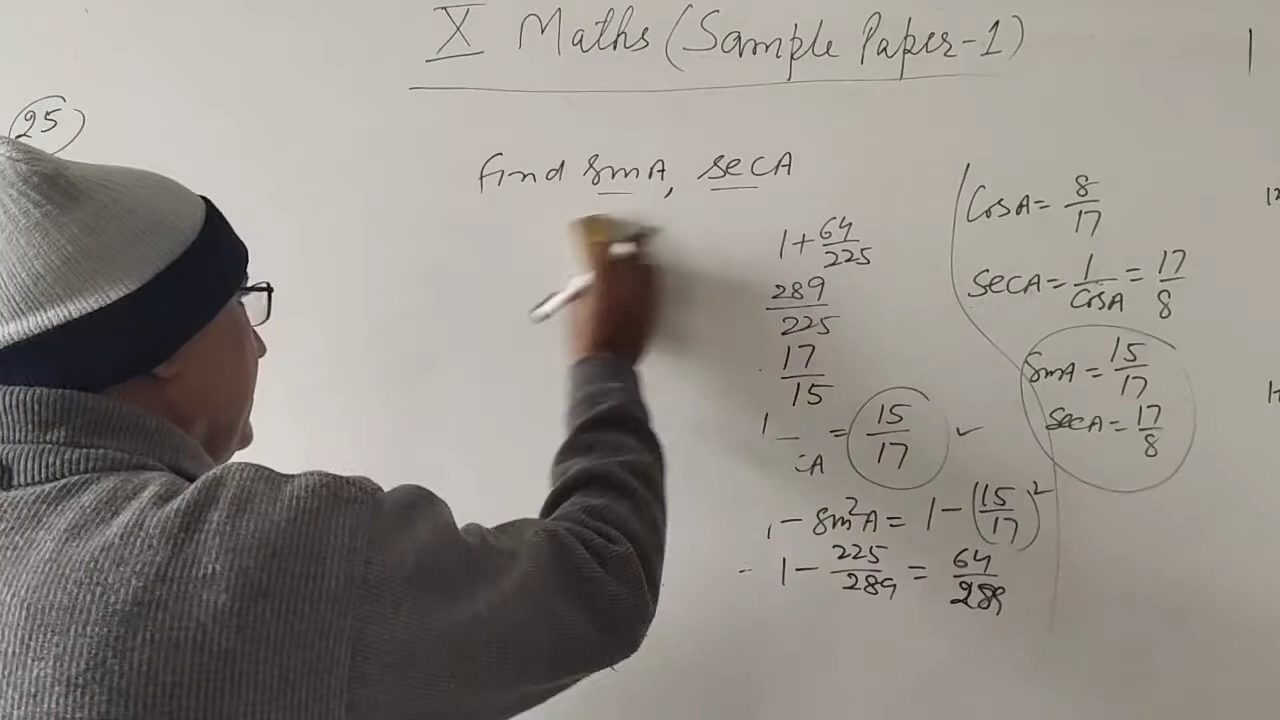 X Maths (Sample Paper-1)
25
Find sinA, secA
1+64/225
289/225
17/15
= 15/17 ✓
- sin²A = 1 - (15/17)²
= 1 - 225/289 = 64/289
CosA = 8/17
SecA = 1/CosA = 17/8
sinA = 15/17
SecA = 17/8